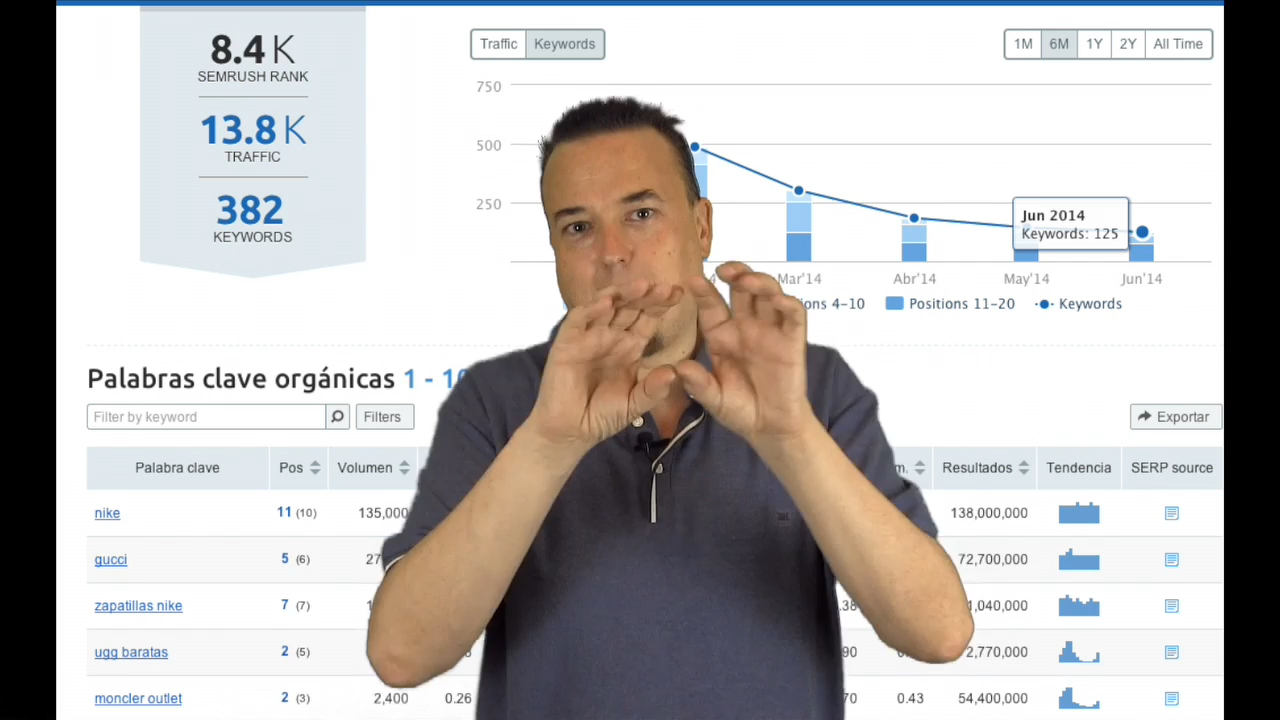 8.4 K
SEMRUSH RANK
13.8 K
TRAFFIC
382
KEYWORDS
Traffic Keywords
1M 6M 1Y 2Y All Time
750
500
250
Jun 2014
Keywords: 125
Mar'14 Abr'14 May'14 Jun'14
4-10 Positions 11-20 Keywords
Palabras clave orgánicas 1 -
Filter by keyword Filters Exportar
Palabra clave Pos Volumen Resultados Tendencia SERP source
nike 11 (10) 135,000 138,000,000
gucci 5 (6) 72,700,000
zapatillas nike 7 (7)
ugg baratas 2 (5)
moncler outlet 2 (3) 2,400 0.26 0.43 54,400,000